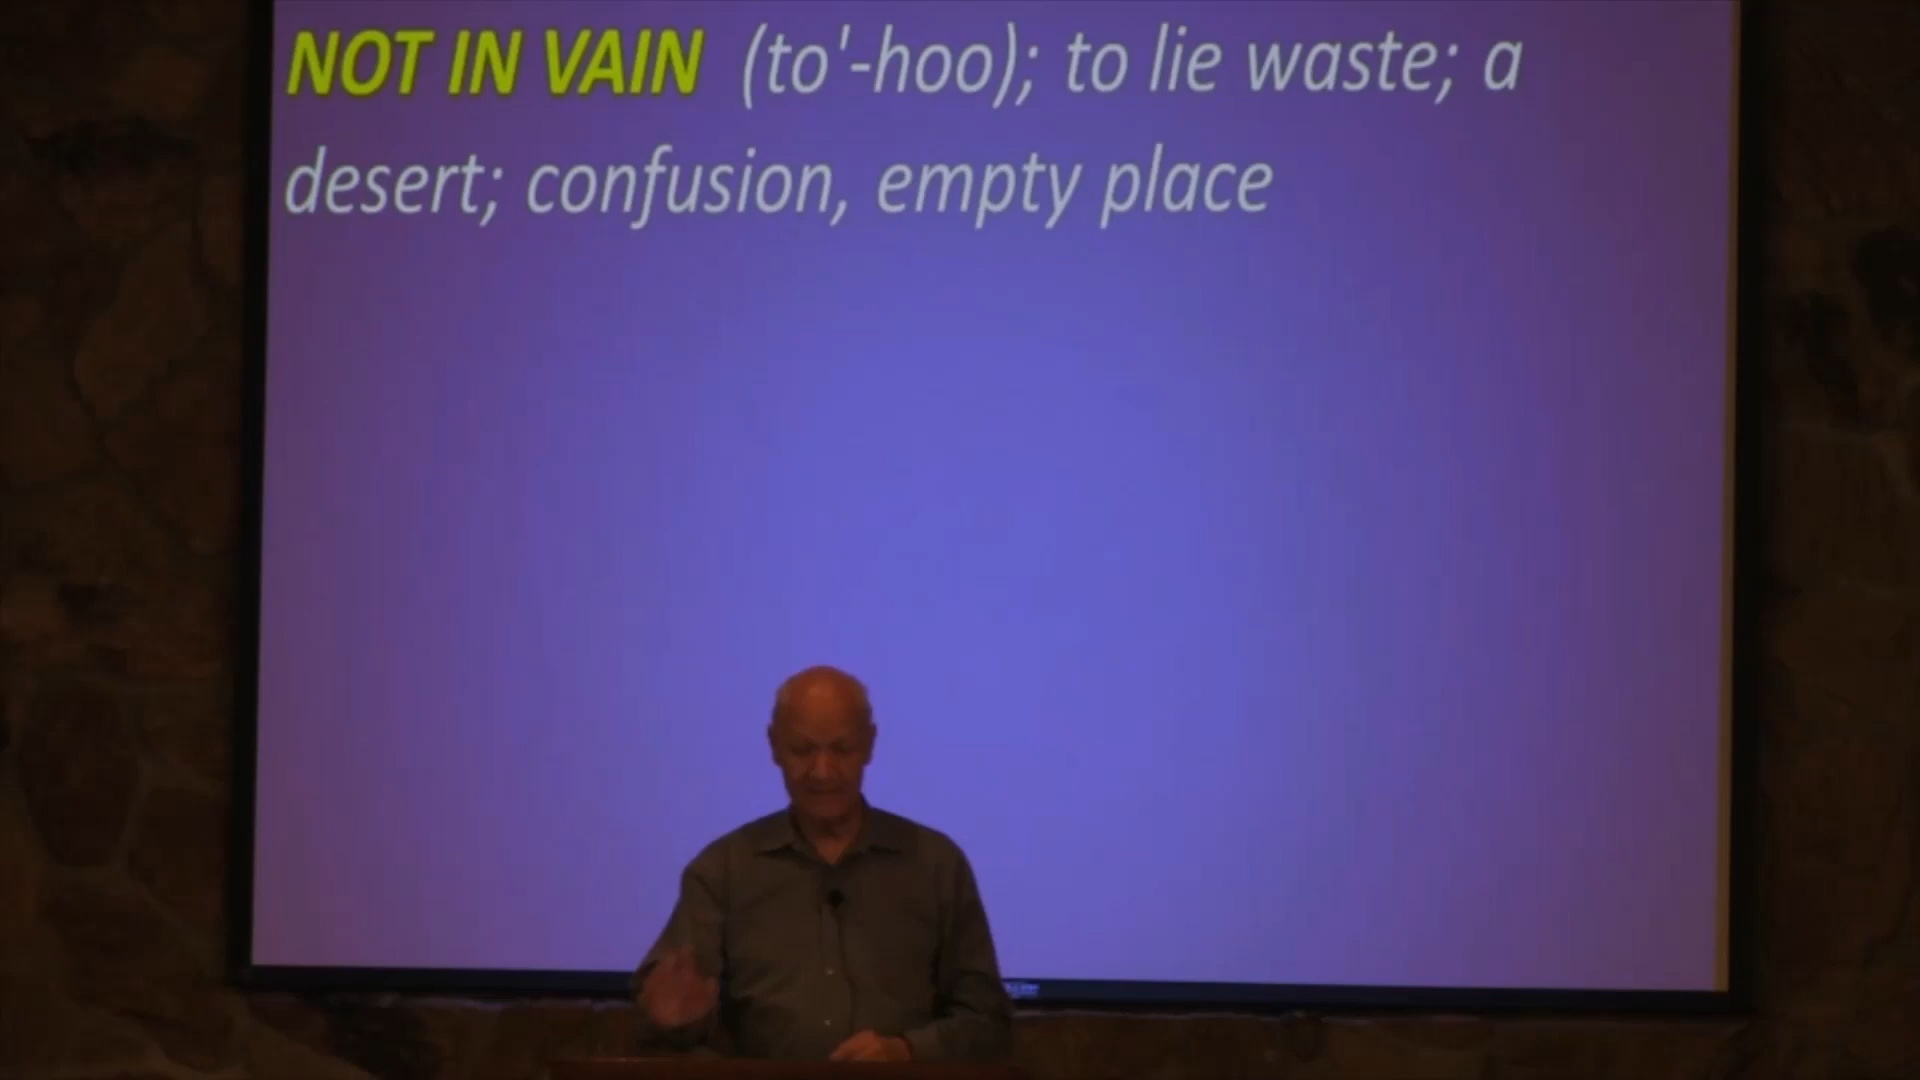 NOT IN VAIN (to'-hoo); to lie waste; a
desert; confusion, empty place